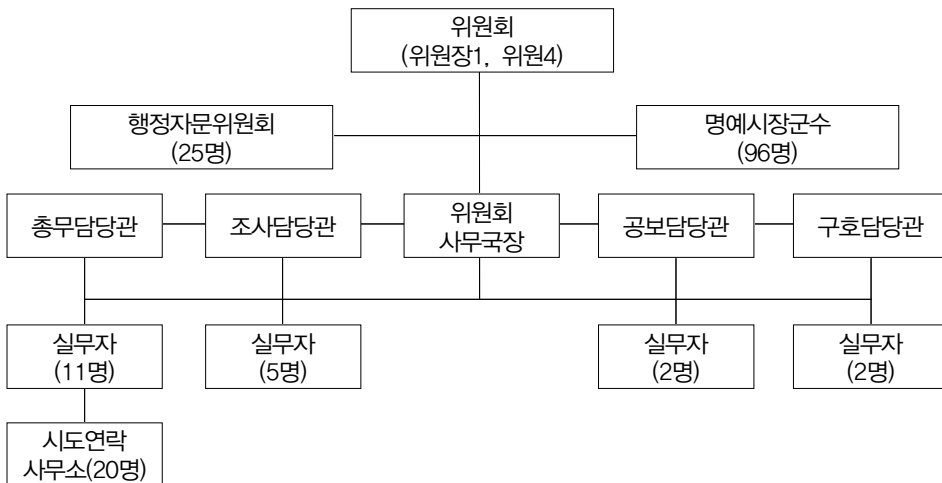 위원회
(위원장1, 위원4)
행정자문위원회
(25명)
명예시장군수
(96명)
총무담당관
조사담당관
위원회
사무국장
공보담당관
구호담당관
실무자
(11명)
실무자
(5명)
실무자
(2명)
실무자
(2명)
시도연락
사무소(20명)